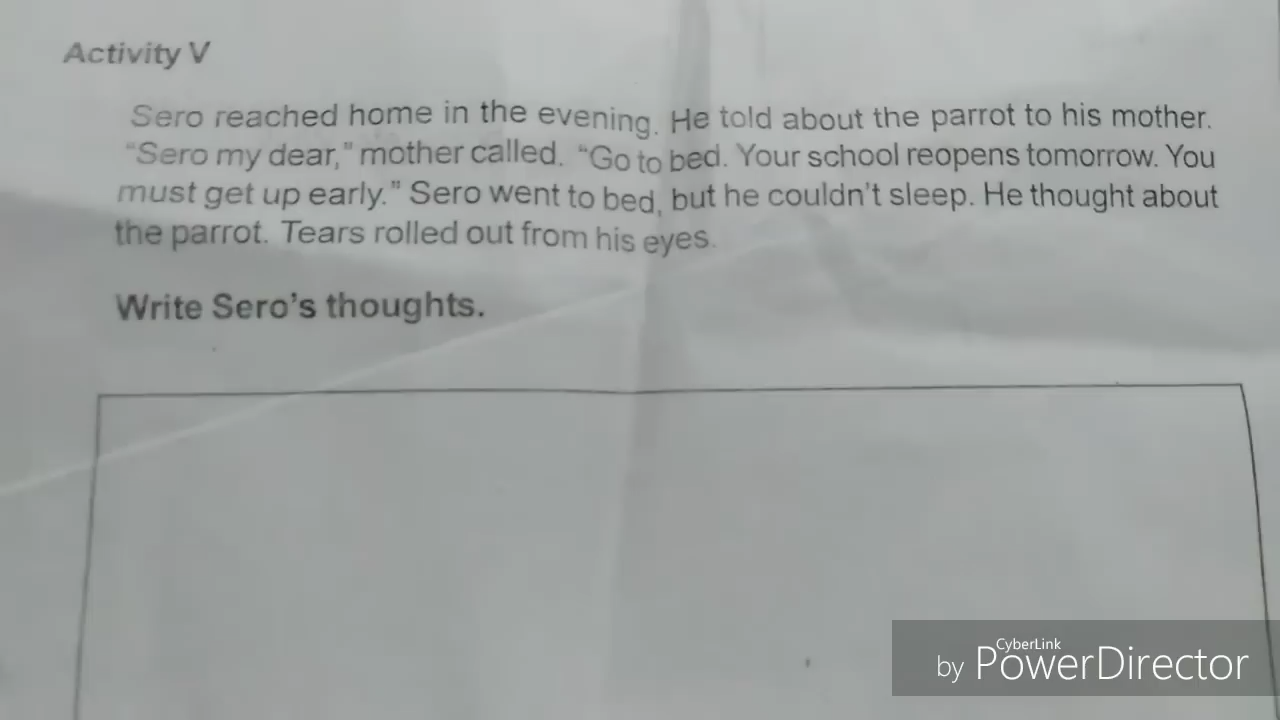 Activity V
Sero reached home in the evening. He told about the parrot to his mother.
"Sero my dear," mother called. "Go to bed. Your school reopens tomorrow. You
must get up early." Sero went to bed, but he couldn't sleep. He thought about
the parrot. Tears rolled out from his eyes.
Write Sero's thoughts.
CyberLink
by PowerDirector